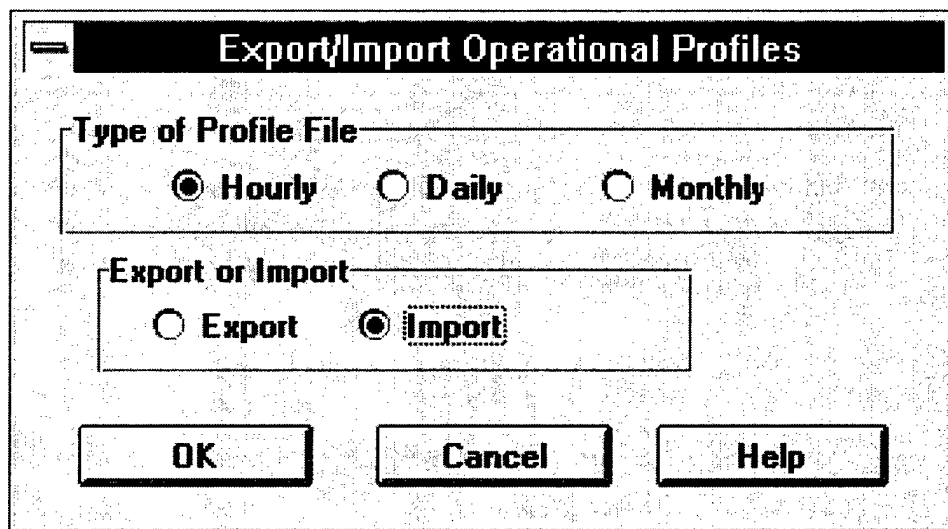 Export/Import Operational Profiles
Type of Profile File
Hourly Daily Monthly
Export or Import
Export Import
OK Cancel Help